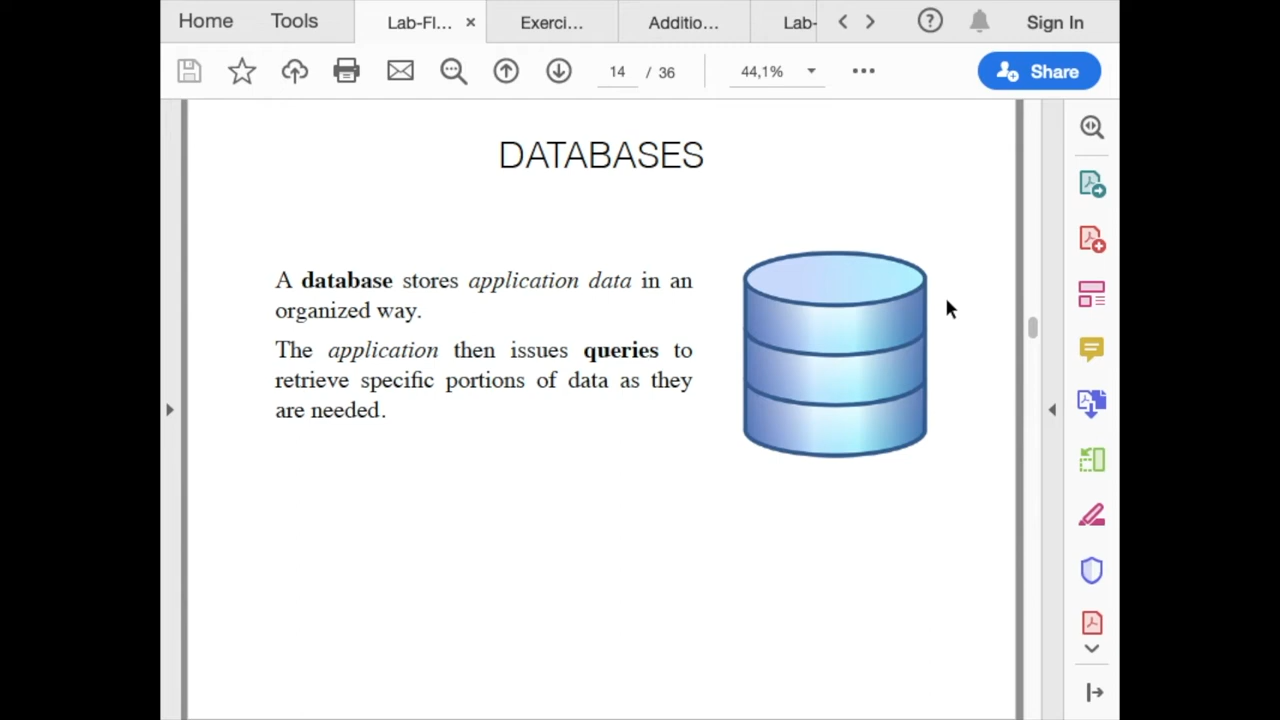 Home Tools Lab-Fl... × Exerci... Additio... Lab- Sign In
14 / 36 44,1% Share
DATABASES
A database stores application data in an
organized way.
The application then issues queries to
retrieve specific portions of data as they
are needed.